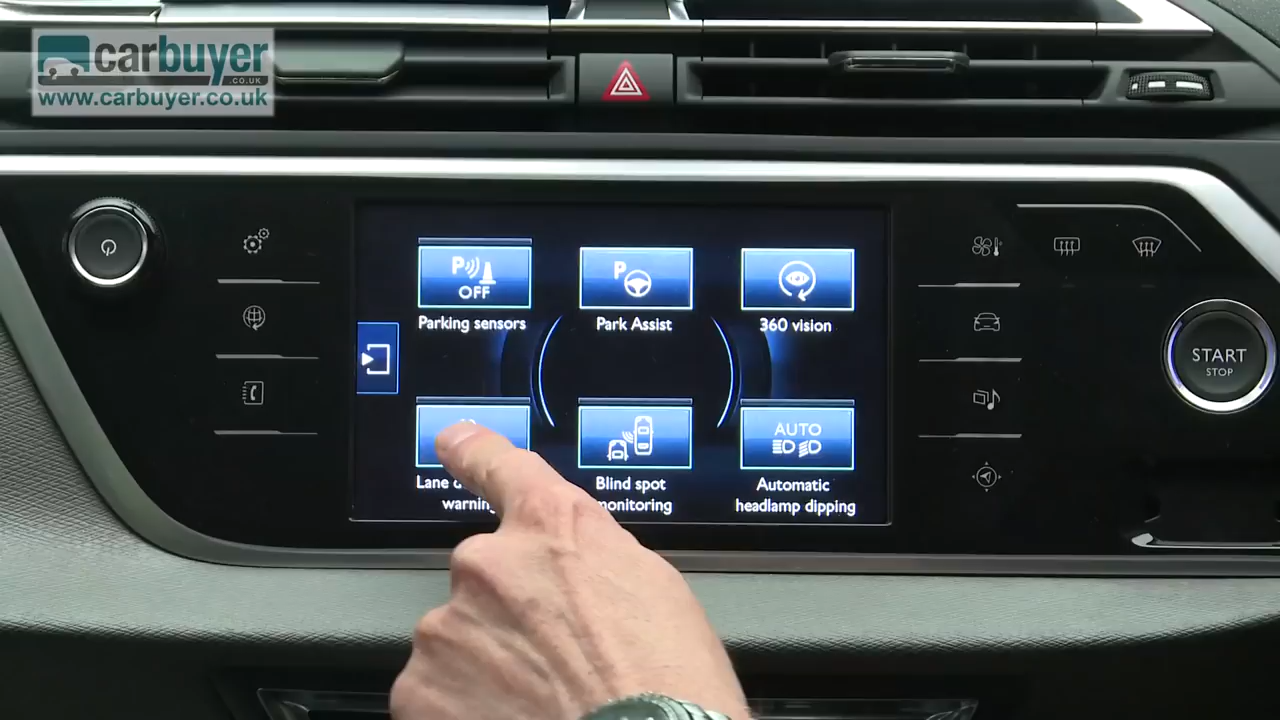 carbuyer
.CO.UK
www.carbuyer.co.uk
P
OFF
Parking sensors
P
Park Assist
360 vision
START
STOP
AUTO
Lane
warning
Blind spot
monitoring
Automatic
headlamp dipping